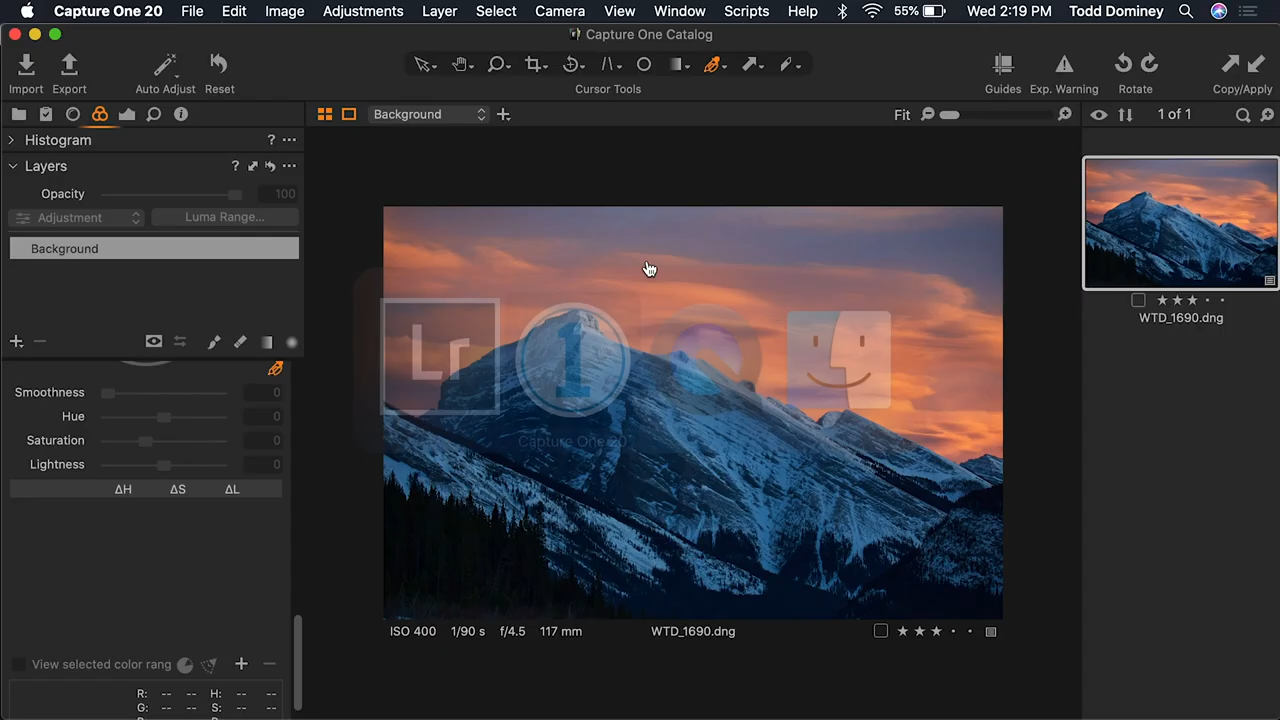 Capture One 20 File Edit Image Adjustments Layer Select Camera View Window Scripts Help 55% Wed 2:19 PM Todd Dominey
Capture One Catalog
Import Export Auto Adjust Reset Cursor Tools Guides Exp. Warning Rotate Copy/Apply
Background Fit 1 of 1
Histogram ?
Layers ?
Opacity 100
Adjustment Luma Range...
Background
Lr 1
Capture One 20
WTD_1690.dng
Smoothness 0
Hue 0
Saturation 0
Lightness 0
ΔH ΔS ΔL
ISO 400 1/90 s f/4.5 117 mm WTD_1690.dng
View selected color rang
R: -- -- H: -- --
G: -- -- S: -- --